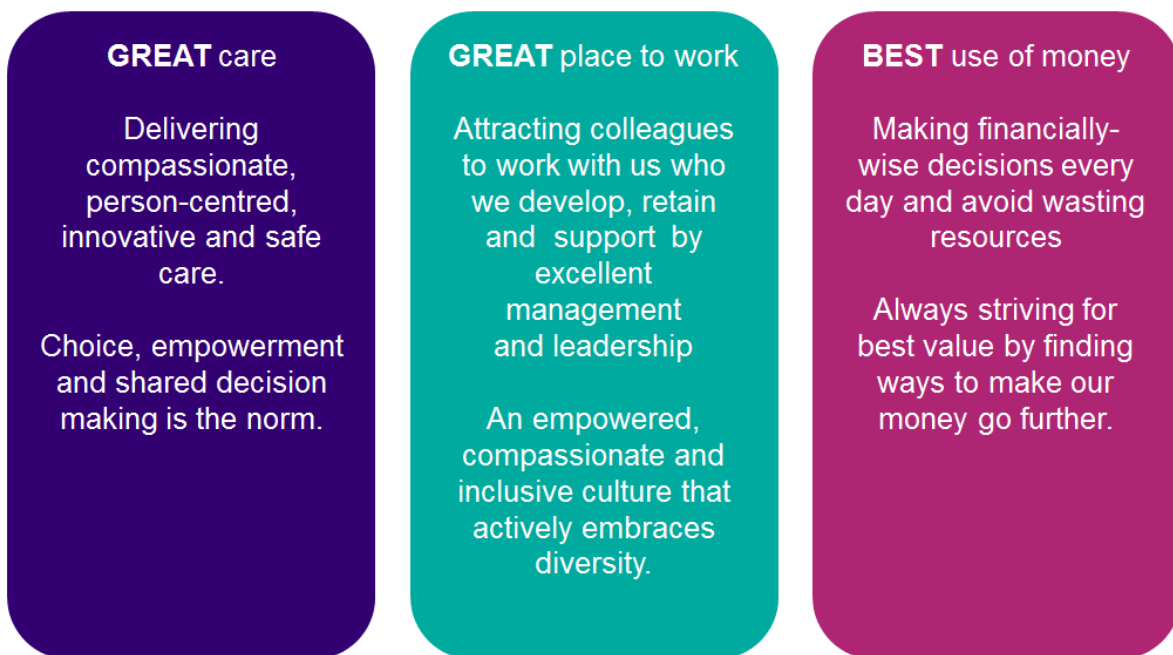 GREAT care
Delivering
compassionate,
person-centred,
innovative and safe
care.
Choice, empowerment
and shared decision
making is the norm.
GREAT place to work
Attracting colleagues
to work with us who
we develop, retain
and support by
excellent
management
and leadership
An empowered,
compassionate and
inclusive culture that
actively embraces
diversity.
BEST use of money
Making financially-
wise decisions every
day and avoid wasting
resources
Always striving for
best value by finding
ways to make our
money go further.